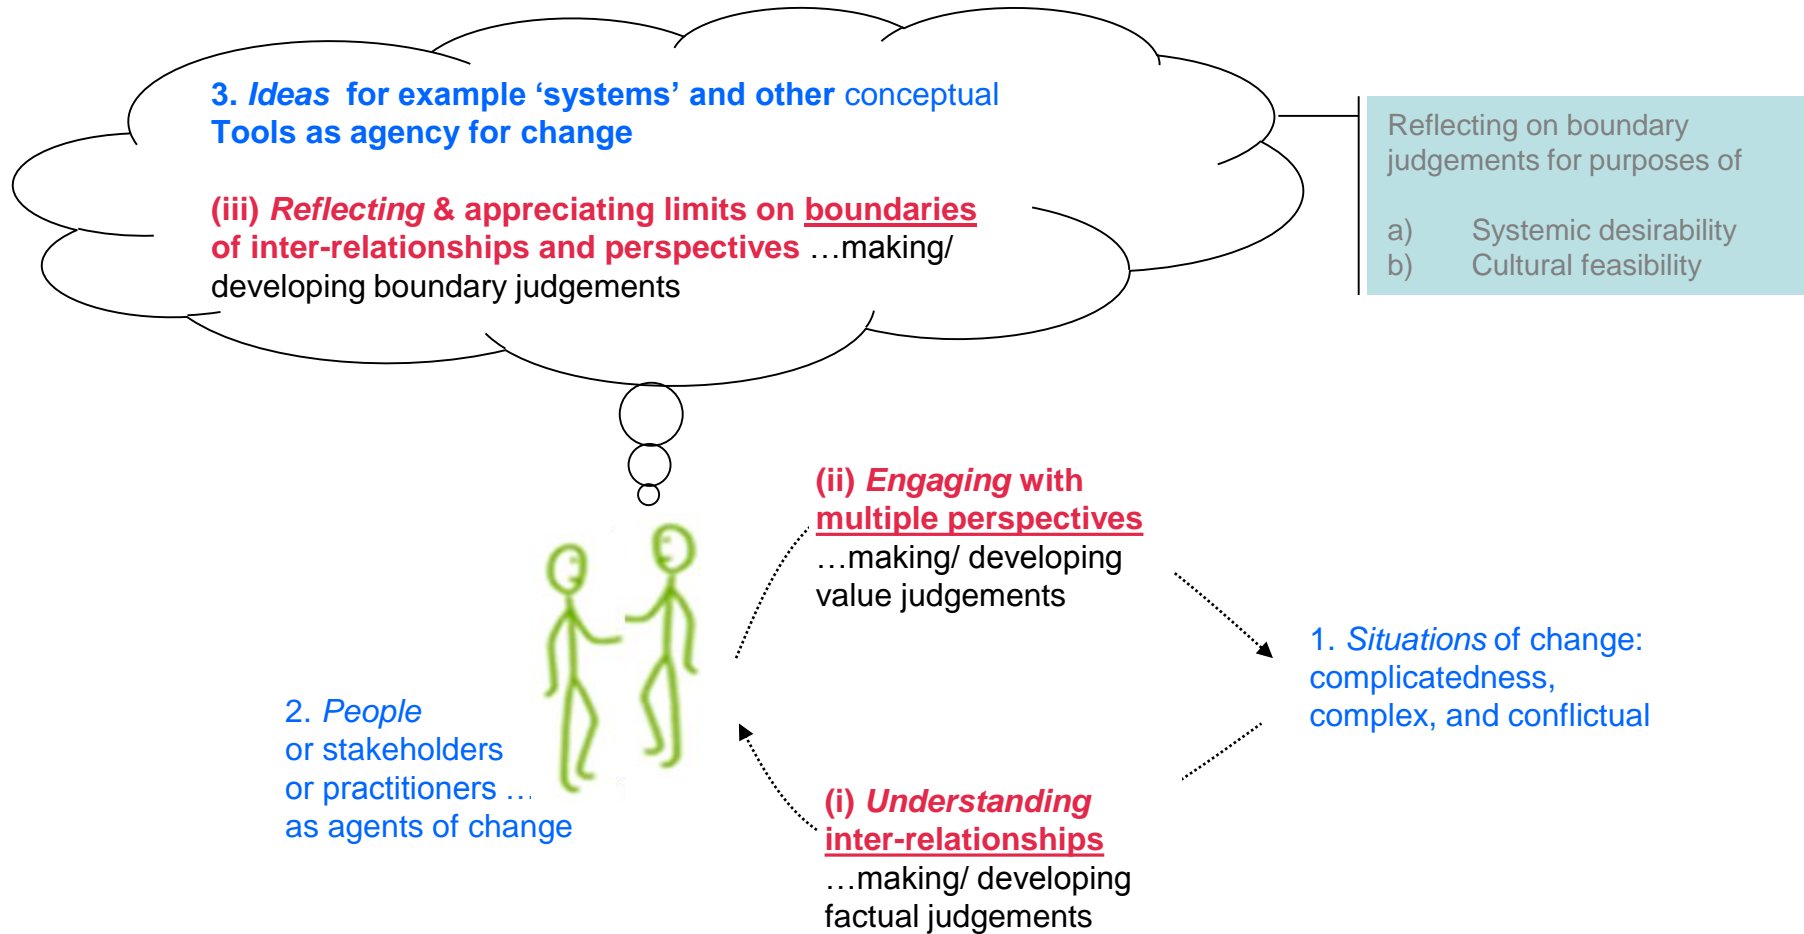 3. Ideas for example ‘systems’ and other conceptual
Tools as agency for change
(iii) Reflecting & appreciating limits on boundaries
of inter-relationships and perspectives …making/
developing boundary judgements
Reflecting on boundary
judgements for purposes of
a) Systemic desirability
b) Cultural feasibility
(ii) Engaging with
multiple perspectives
…making/ developing
value judgements
1. Situations of change:
complicatedness,
complex, and conflictual
2. People
or stakeholders
or practitioners …
as agents of change
(i) Understanding
inter-relationships
…making/ developing
factual judgements